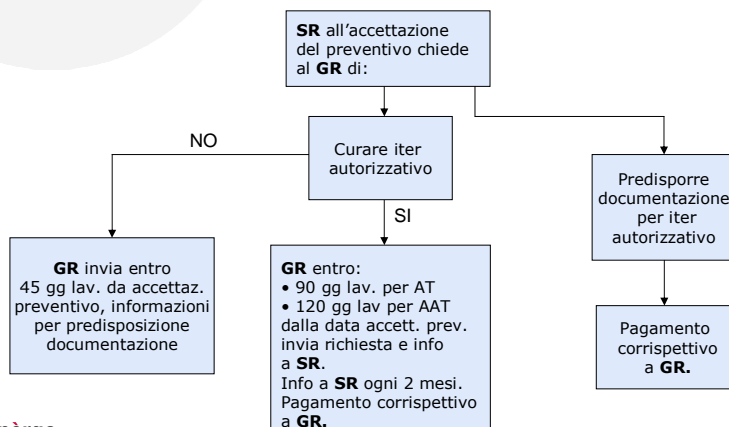 SR all'accettazione
del preventivo chiede
al GR di:
NO
Curare iter
autorizzativo
Predisporre
documentazione
per iter
autorizzativo
SI
GR invia entro
45 gg lav. da accettaz.
preventivo, informazioni
per predisposizione
documentazione
GR entro:
• 90 gg lav. per AT
• 120 gg lav per AAT
dalla data accett. prev.
invia richiesta e info
a SR.
Info a SR ogni 2 mesi.
Pagamento corrispettivo
a GR.
Pagamento
corrispettivo
a GR.